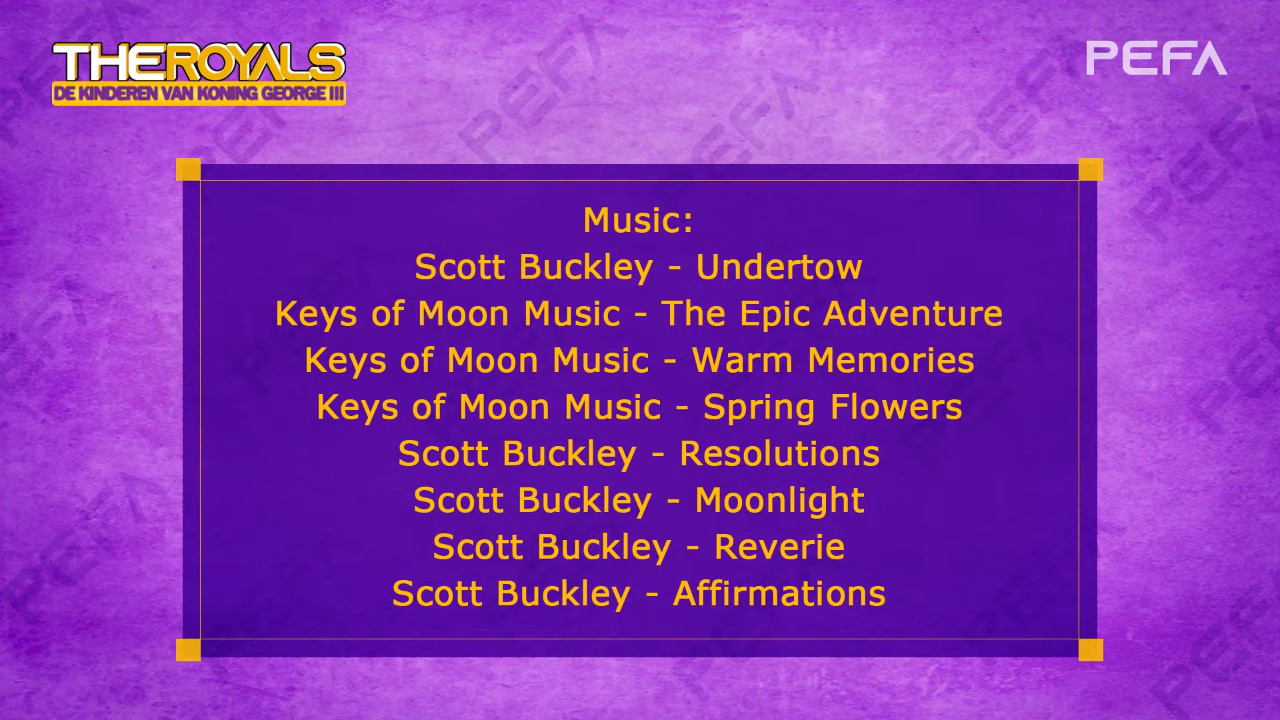 THEROYALS
DE KINDEREN VAN KONING GEORGE III
PEFA
Music:
Scott Buckley - Undertow
Keys of Moon Music - The Epic Adventure
Keys of Moon Music - Warm Memories
Keys of Moon Music - Spring Flowers
Scott Buckley - Resolutions
Scott Buckley - Moonlight
Scott Buckley - Reverie
Scott Buckley - Affirmations